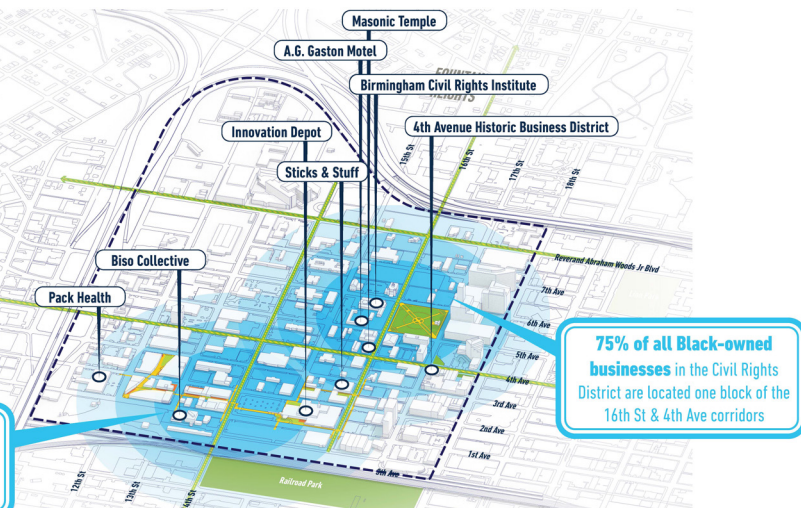 Masonic Temple
A.G. Gaston Motel
Birmingham Civil Rights Institute
Innovation Depot
4th Avenue Historic Business District
Sticks & Stuff
15th St
16th St
17th St
18th St
Biso Collective
Pack Health
Reverand Abraham Woods Jr Blvd
7th Ave
6th Ave
5th Ave
4th Ave
3rd Ave
2nd Ave
1st Ave
75% of all Black-owned
businesses in the Civil Rights
District are located one block of the
16th St & 4th Ave corridors
12th St
13th St
Railroad Park